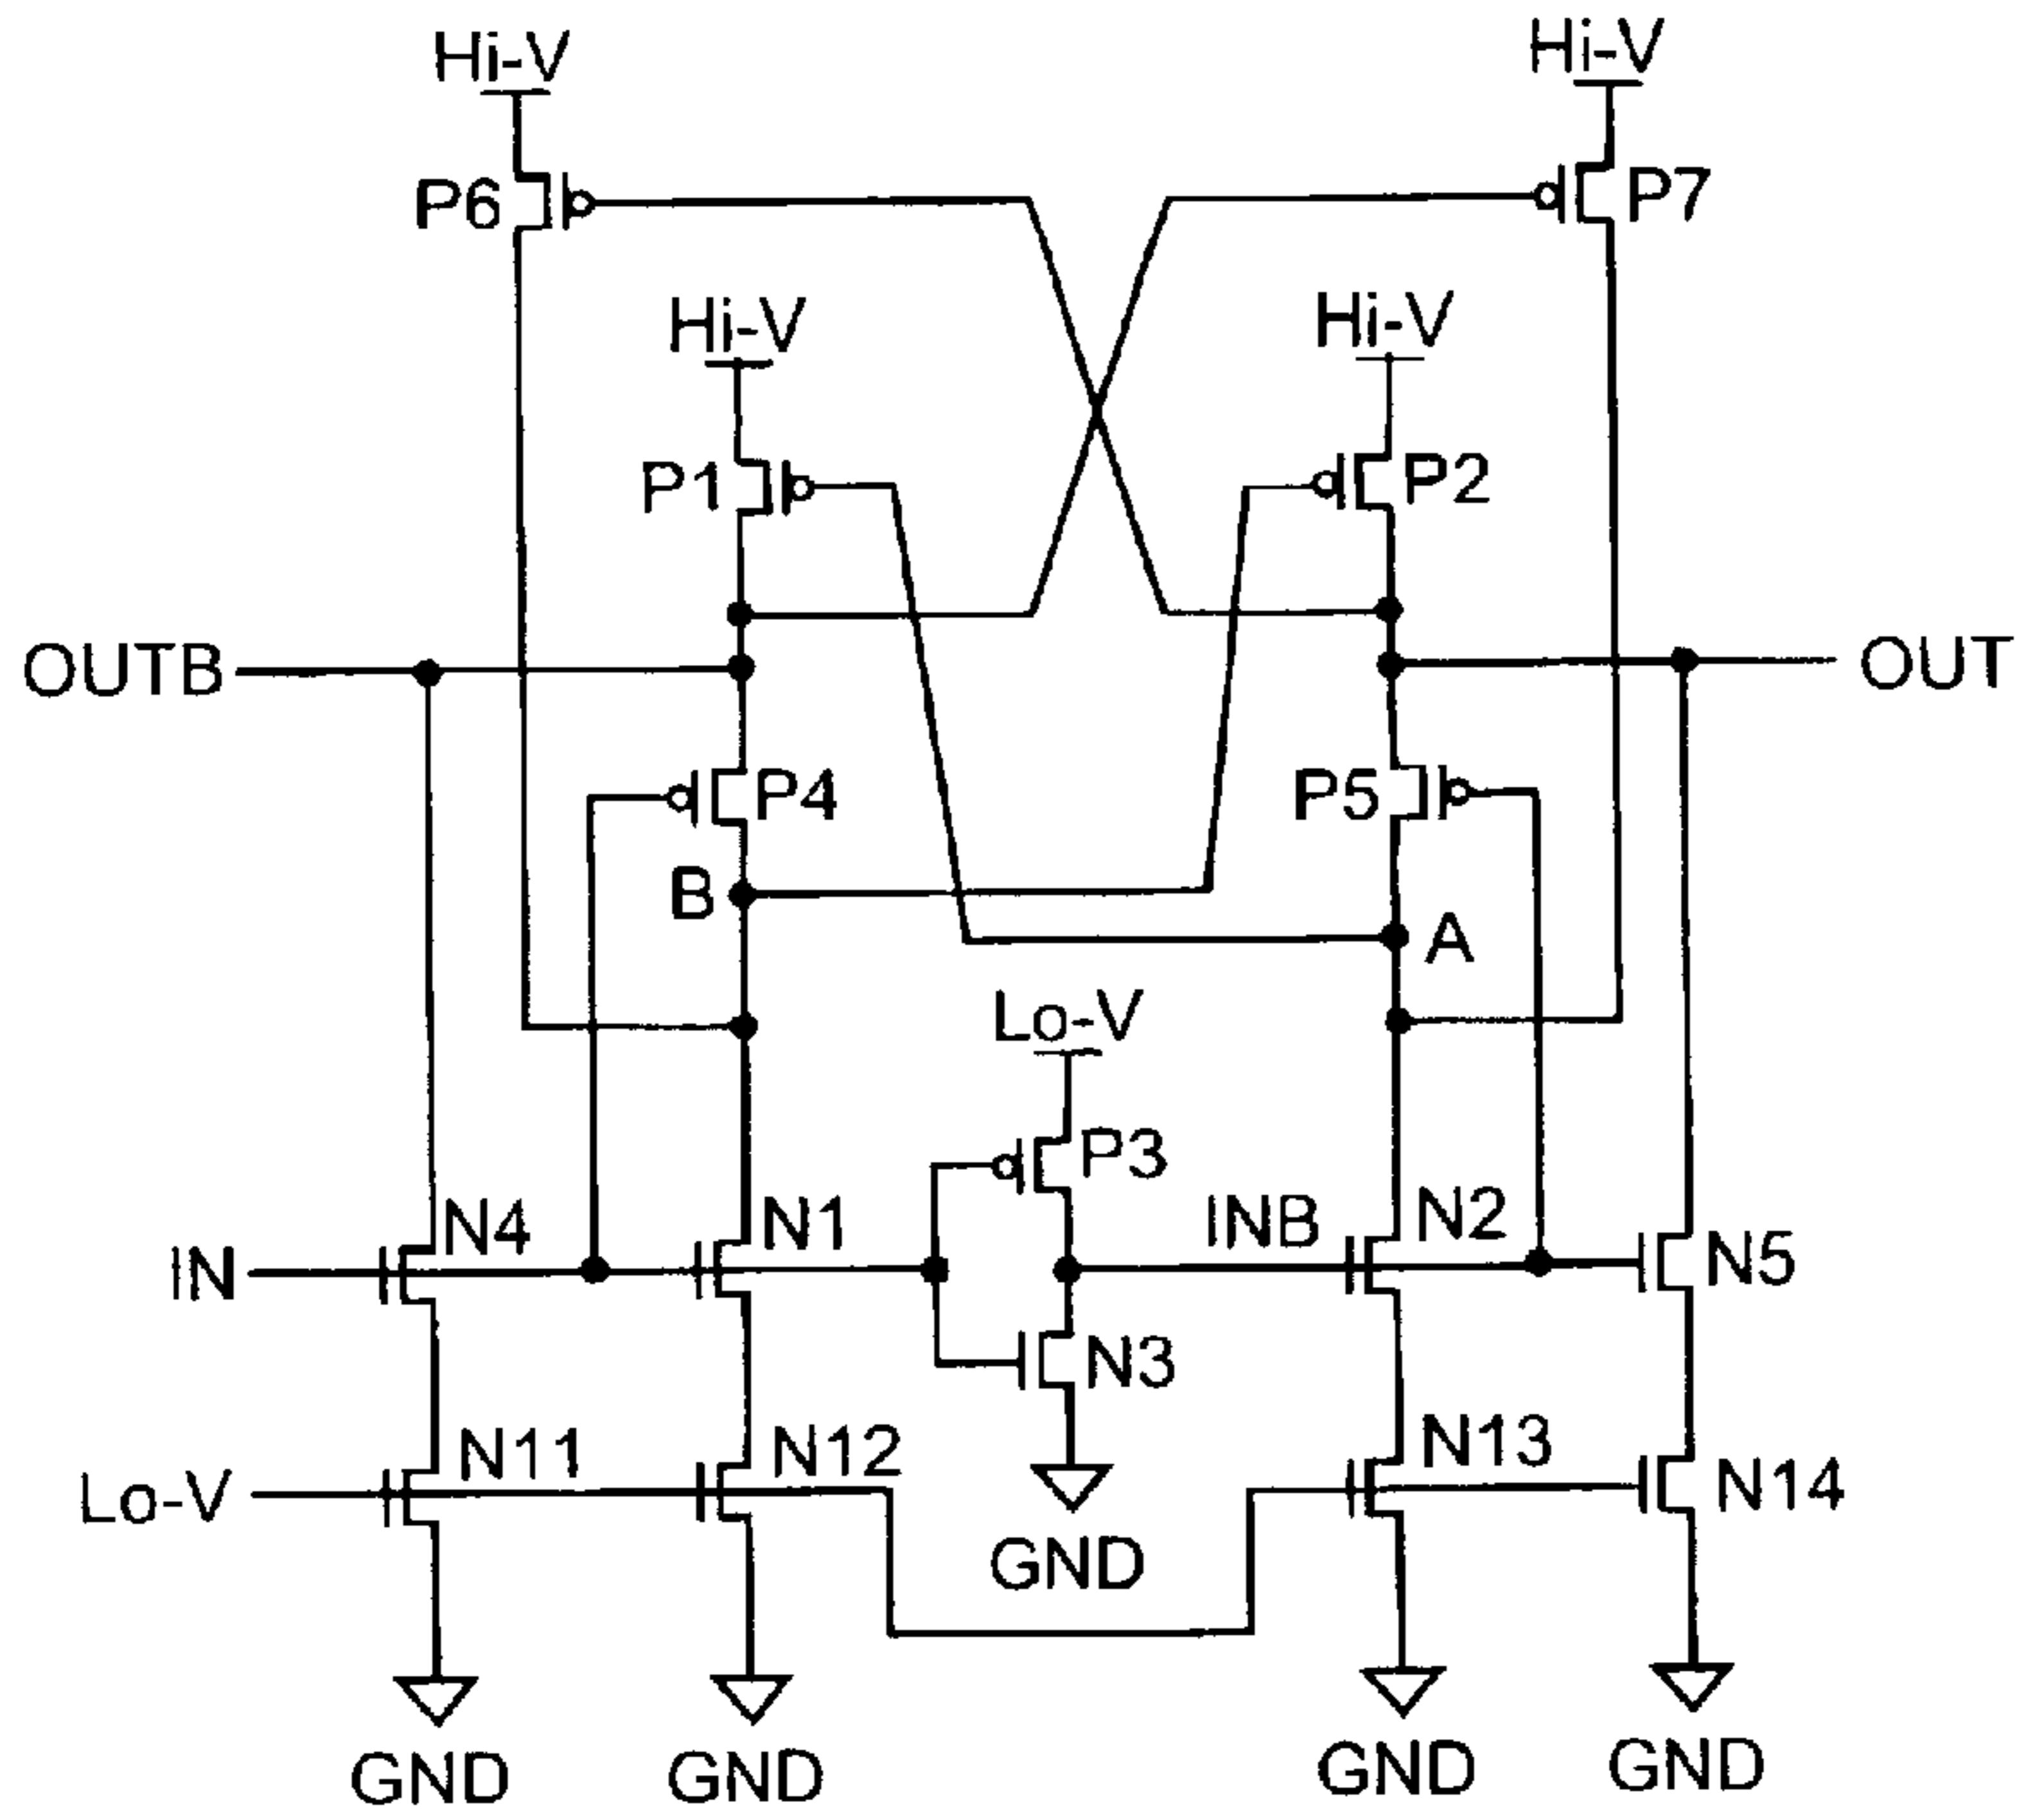 Hi-V
Hi-V
P6
P7
Hi-V
Hi-V
P1
P2
OUTB
OUT
P4
P5
B
A
Lo-V
P3
N4
N1
INB
N2
IN
N5
N3
N11
N12
N13
N14
Lo-V
GND
GND
GND
GND
GND